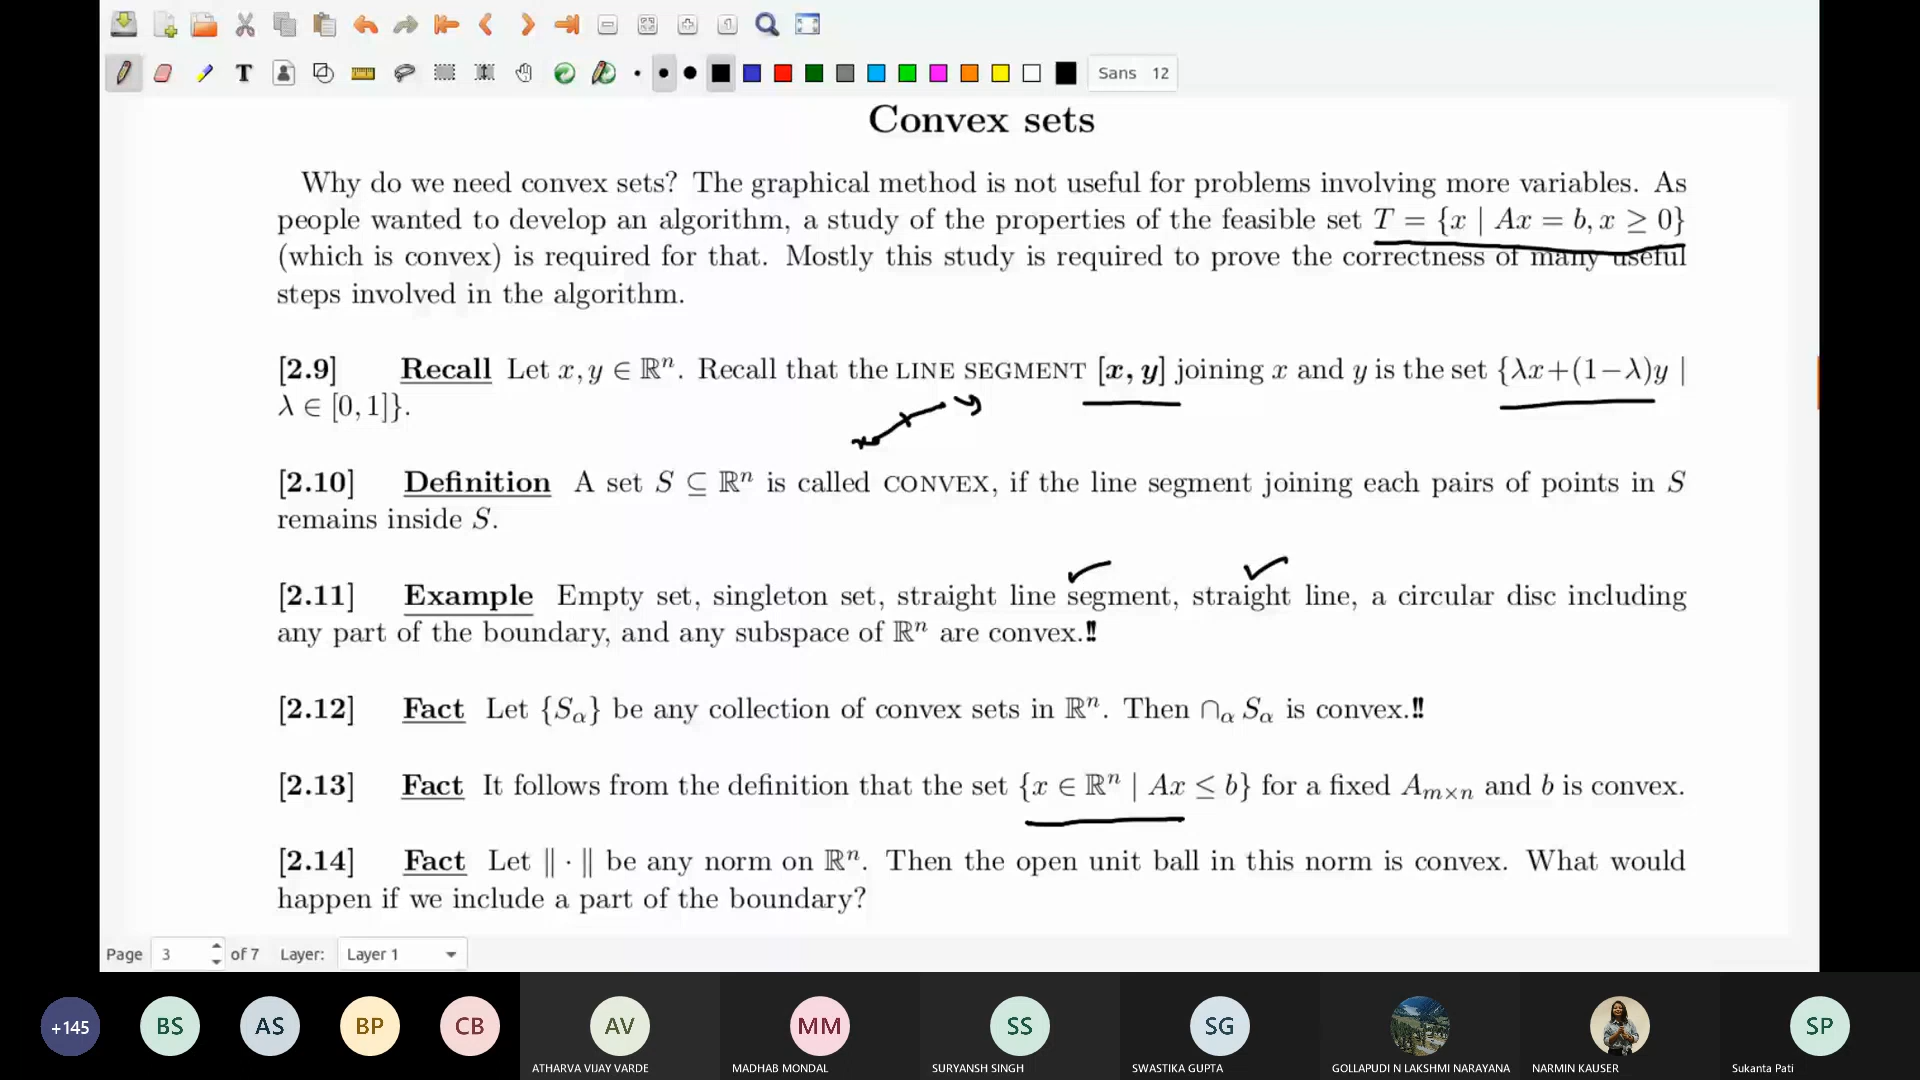 Sans 12
Convex sets
Why do we need convex sets? The graphical method is not useful for problems involving more variables. As
people wanted to develop an algorithm, a study of the properties of the feasible set T = {x | Ax = b, x ≥ 0}
(which is convex) is required for that. Mostly this study is required to prove the correctness of many useful
steps involved in the algorithm.
[2.9] Recall Let x, y ∈ ℝⁿ. Recall that the LINE SEGMENT [x, y] joining x and y is the set {λx+(1−λ)y |
λ ∈ [0, 1]}.
[2.10] Definition A set S ⊆ ℝⁿ is called CONVEX, if the line segment joining each pairs of points in S
remains inside S.
[2.11] Example Empty set, singleton set, straight line segment, straight line, a circular disc including
any part of the boundary, and any subspace of ℝⁿ are convex.!!
[2.12] Fact Let {Sα} be any collection of convex sets in ℝⁿ. Then ∩α Sα is convex.!!
[2.13] Fact It follows from the definition that the set {x ∈ ℝⁿ | Ax ≤ b} for a fixed Am×n and b is convex.
[2.14] Fact Let ‖ · ‖ be any norm on ℝⁿ. Then the open unit ball in this norm is convex. What would
happen if we include a part of the boundary?
Page 3 of 7 Layer: Layer 1
+145 BS AS BP CB AV MM SS SG SP
ATHARVA VIJAY VARDE MADHAB MONDAL SURYANSH SINGH SWASTIKA GUPTA GOLLAPUDI N LAKSHMI NARAYANA NARMIN KAUSER Sukanta Pati